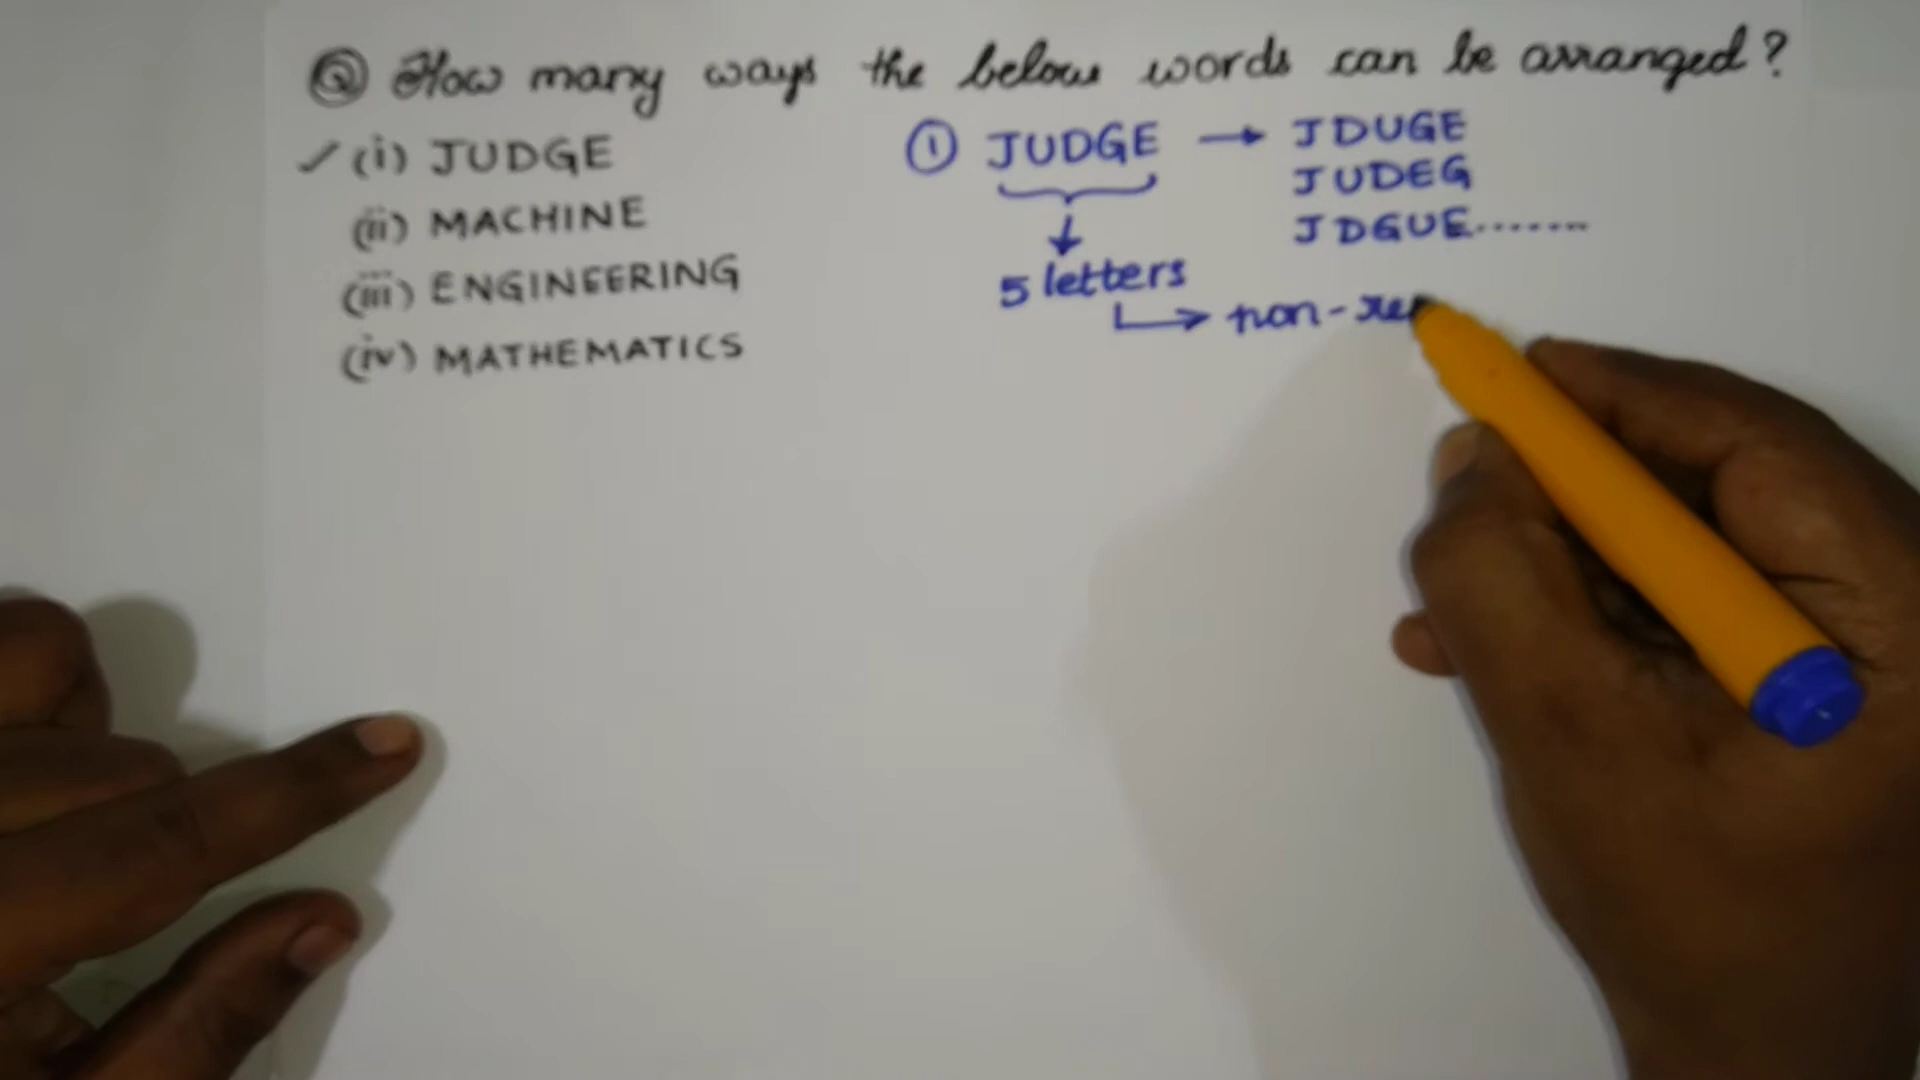 Q How many ways the below words can be arranged?
✓ (i) JUDGE
(ii) MACHINE
(iii) ENGINEERING
(iv) MATHEMATICS
① JUDGE → JDUGE
JUDEG
JDGUE.......
5 letters
→ non-